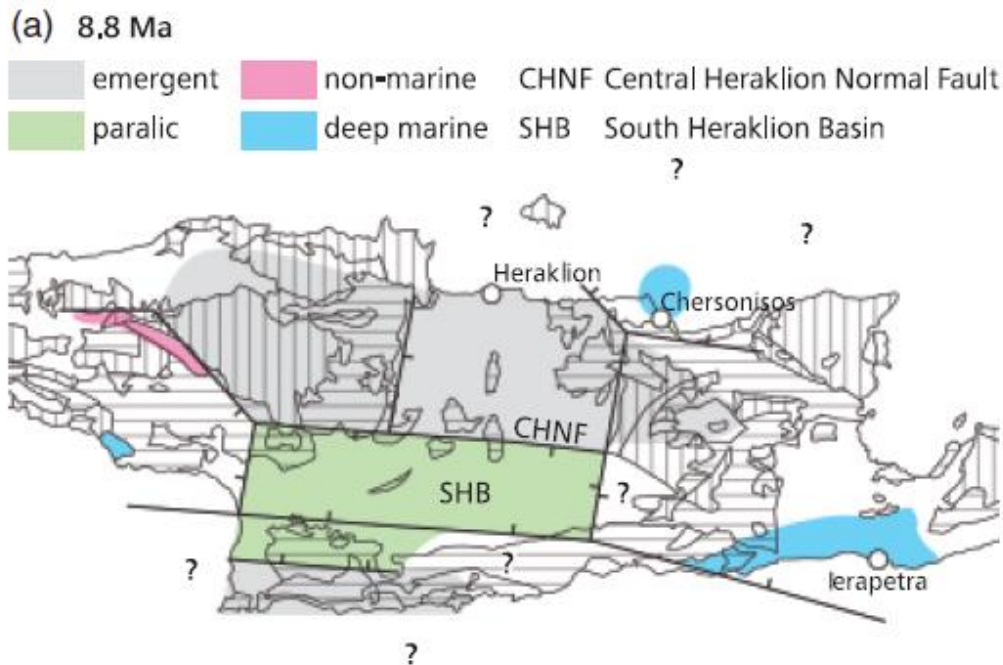 (a) 8,8 Ma
emergent non-marine CHNF Central Heraklion Normal Fault
paralic deep marine SHB South Heraklion Basin
?
?
?
Heraklion
Chersonisos
CHNF
SHB
?
?
?
Ierapetra
?